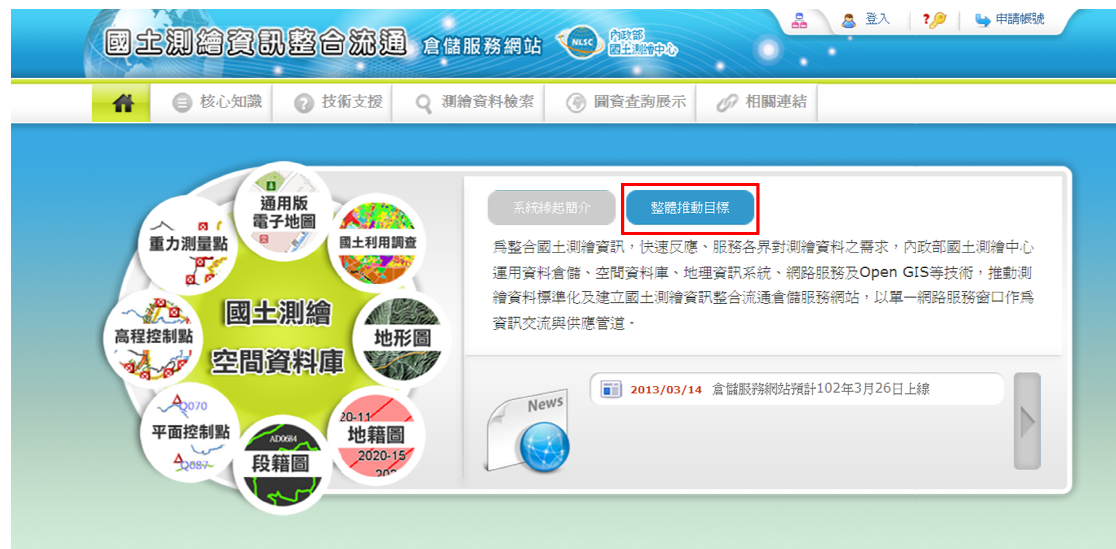 國土測繪資訊整合流通 倉儲服務網站 NLSC 內政部
國土測繪中心
登入 ? 申請帳號
核心知識 技術支援 測繪資料檢索 圖資查詢展示 相關連結
通用版
電子地圖
國土利用調查
地形圖
20-11
地籍圖
2020-15
202
AD0684
段籍圖
Q070
平面控制點
Q087
高程控制點
重力測量點
國土測繪
空間資料庫
系統緣起簡介 整體推動目標
為整合國土測繪資訊,快速反應、服務各界對測繪資料之需求,內政部國土測繪中心
運用資料倉儲、空間資料庫、地理資訊系統、網路服務及Open GIS等技術,推動測
繪資料標準化及建立國土測繪資訊整合流通倉儲服務網站,以單一網路服務窗口作為
資訊交流與供應管道。
News
2013/03/14 倉儲服務網站預計102年3月26日上線